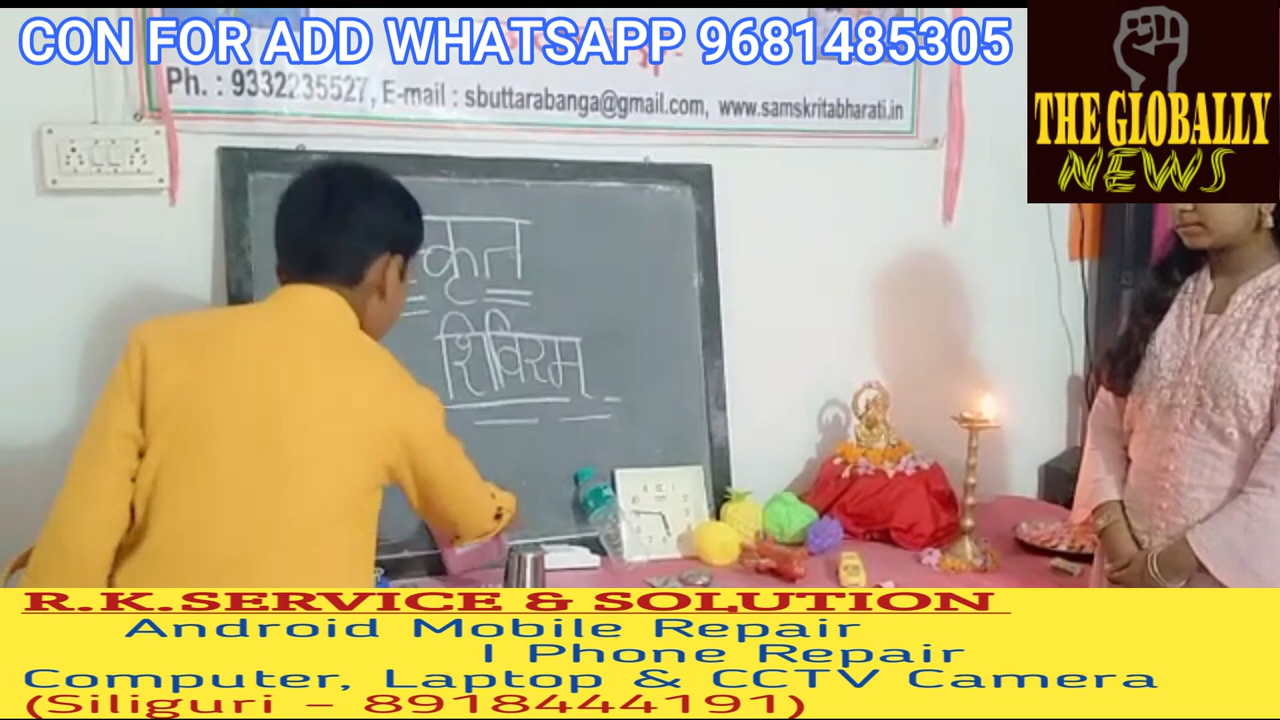 CON FOR ADD WHATSAPP 9681485305
THE GLOBALLY
NEWS
Ph. : 9332235527, E-mail : sbuttarabanga@gmail.com, www.samskritabharati.in
कृत
शिविरम्
R.K.SERVICE & SOLUTION
Android Mobile Repair
I Phone Repair
Computer, Laptop & CCTV Camera
(Siliguri - 8918444191)